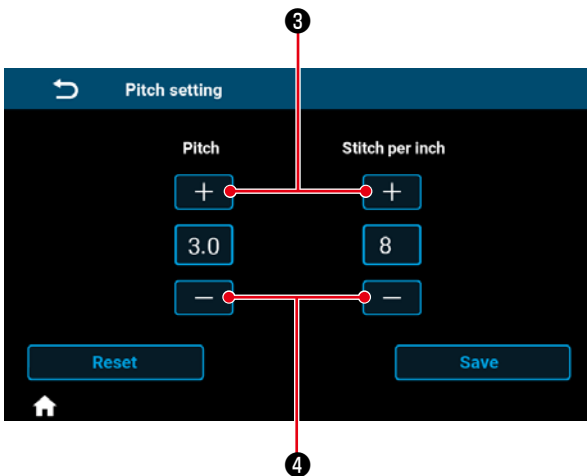 ❸
Pitch setting
Pitch Stitch per inch
+ +
3.0 8
− −
Reset Save
❹